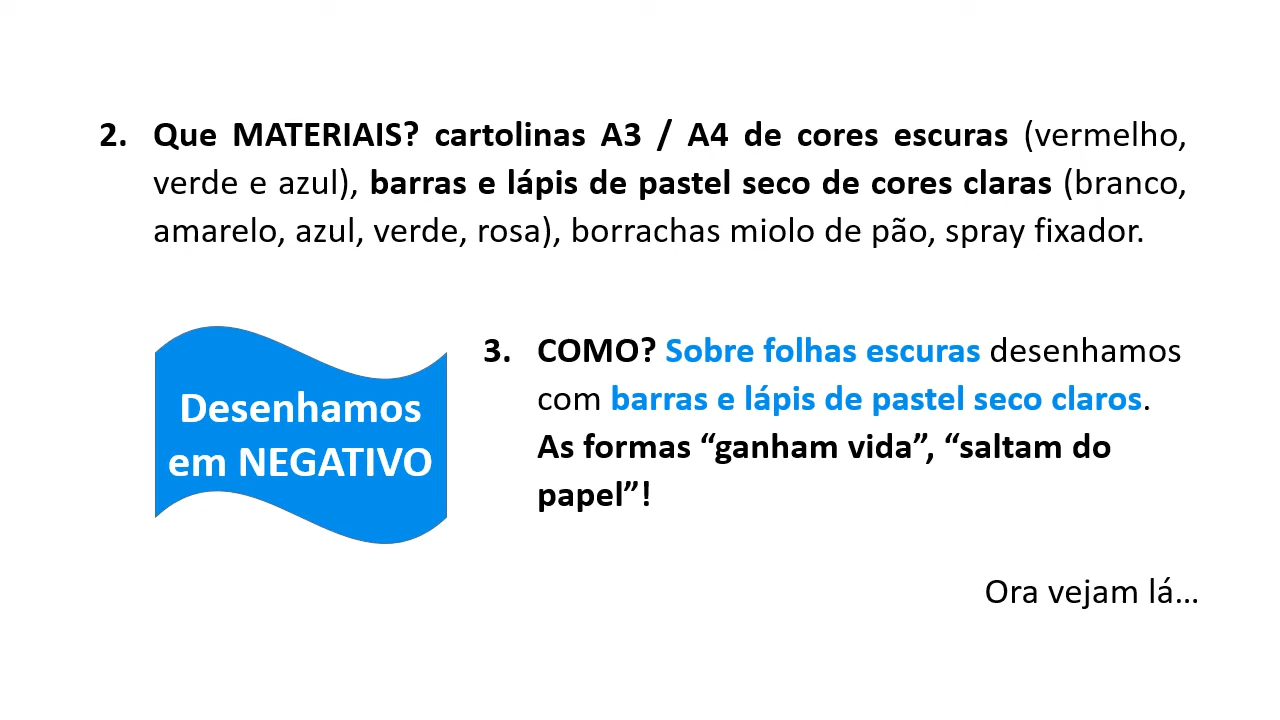 2. Que MATERIAIS? cartolinas A3 / A4 de cores escuras (vermelho,
verde e azul), barras e lápis de pastel seco de cores claras (branco,
amarelo, azul, verde, rosa), borrachas miolo de pão, spray fixador.
Desenhamos
em NEGATIVO
3. COMO? Sobre folhas escuras desenhamos
com barras e lápis de pastel seco claros.
As formas “ganham vida”, “saltam do
papel”!
Ora vejam lá…